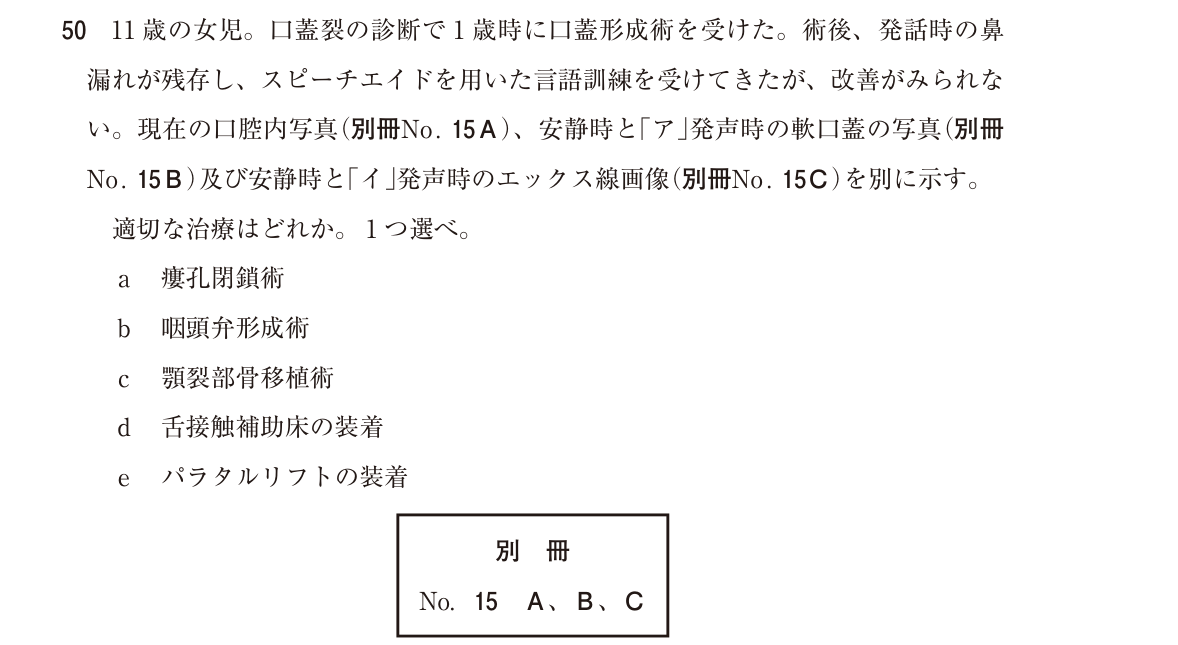 50 11歳の女児。口蓋裂の診断で1歳時に口蓋形成術を受けた。術後、発話時の鼻
漏れが残存し、スピーチエイドを用いた言語訓練を受けてきたが、改善がみられな
い。現在の口腔内写真(別冊No. 15A)、安静時と「ア」発声時の軟口蓋の写真(別冊
No. 15B)及び安静時と「イ」発声時のエックス線画像(別冊No. 15C)を別に示す。
適切な治療はどれか。1つ選べ。
a 瘻孔閉鎖術
b 咽頭弁形成術
c 顎裂部骨移植術
d 舌接触補助床の装着
e パラタルリフトの装着
別 冊
No. 15 A、B、C